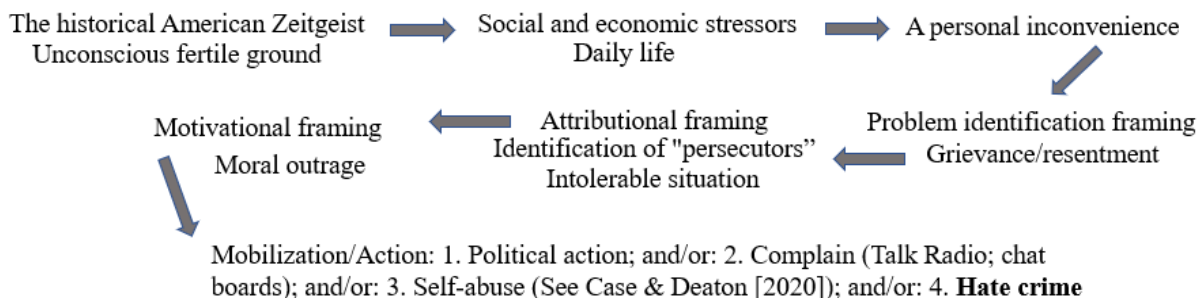 The historical American Zeitgeist
Unconscious fertile ground
Social and economic stressors
Daily life
A personal inconvenience
Problem identification framing
Grievance/resentment
Attributional framing
Identification of "persecutors”
Intolerable situation
Motivational framing
Moral outrage
Mobilization/Action: 1. Political action; and/or: 2. Complain (Talk Radio; chat
boards); and/or: 3. Self-abuse (See Case & Deaton [2020]); and/or: 4. Hate crime